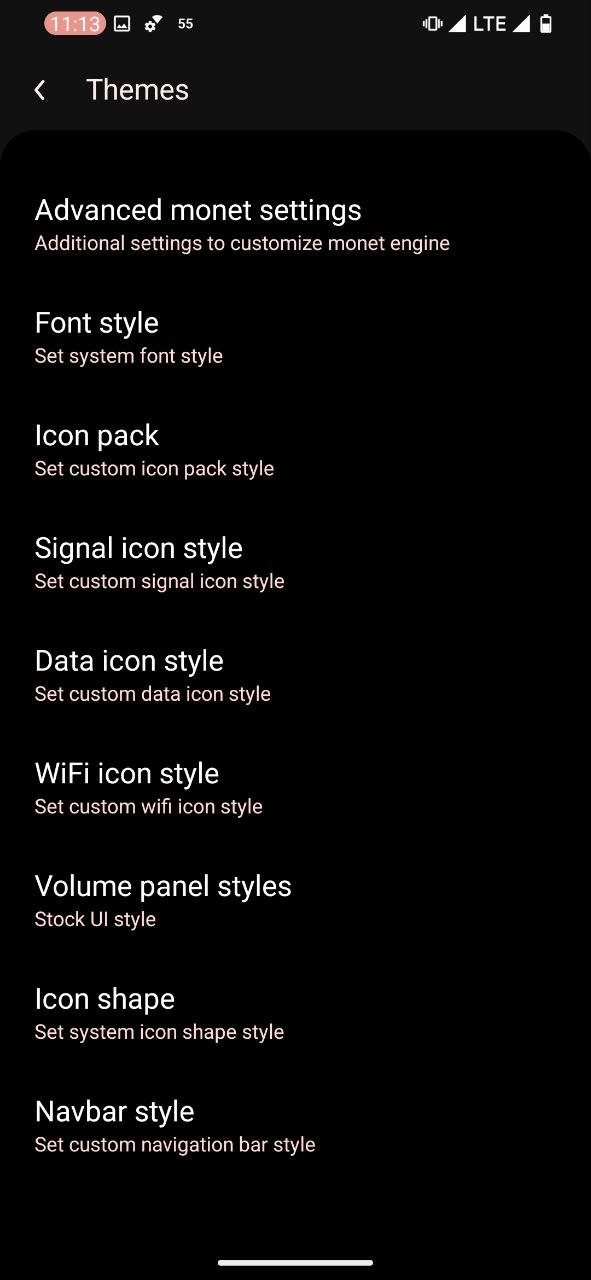 11:13 55 LTE
Themes
Advanced monet settings
Additional settings to customize monet engine
Font style
Set system font style
Icon pack
Set custom icon pack style
Signal icon style
Set custom signal icon style
Data icon style
Set custom data icon style
WiFi icon style
Set custom wifi icon style
Volume panel styles
Stock UI style
Icon shape
Set system icon shape style
Navbar style
Set custom navigation bar style